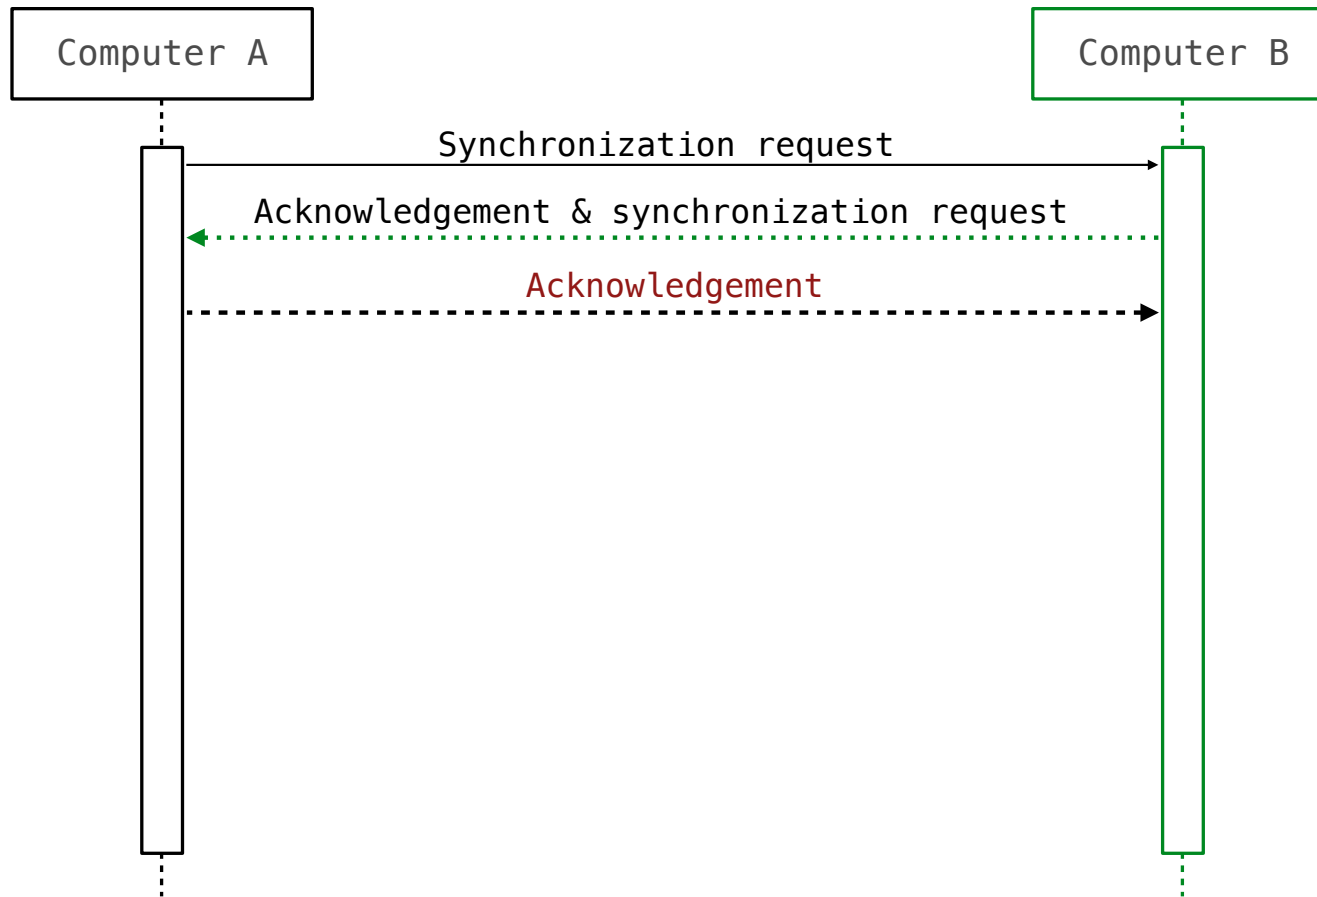 Computer A
Computer B
Synchronization request
Acknowledgement & synchronization request
Acknowledgement